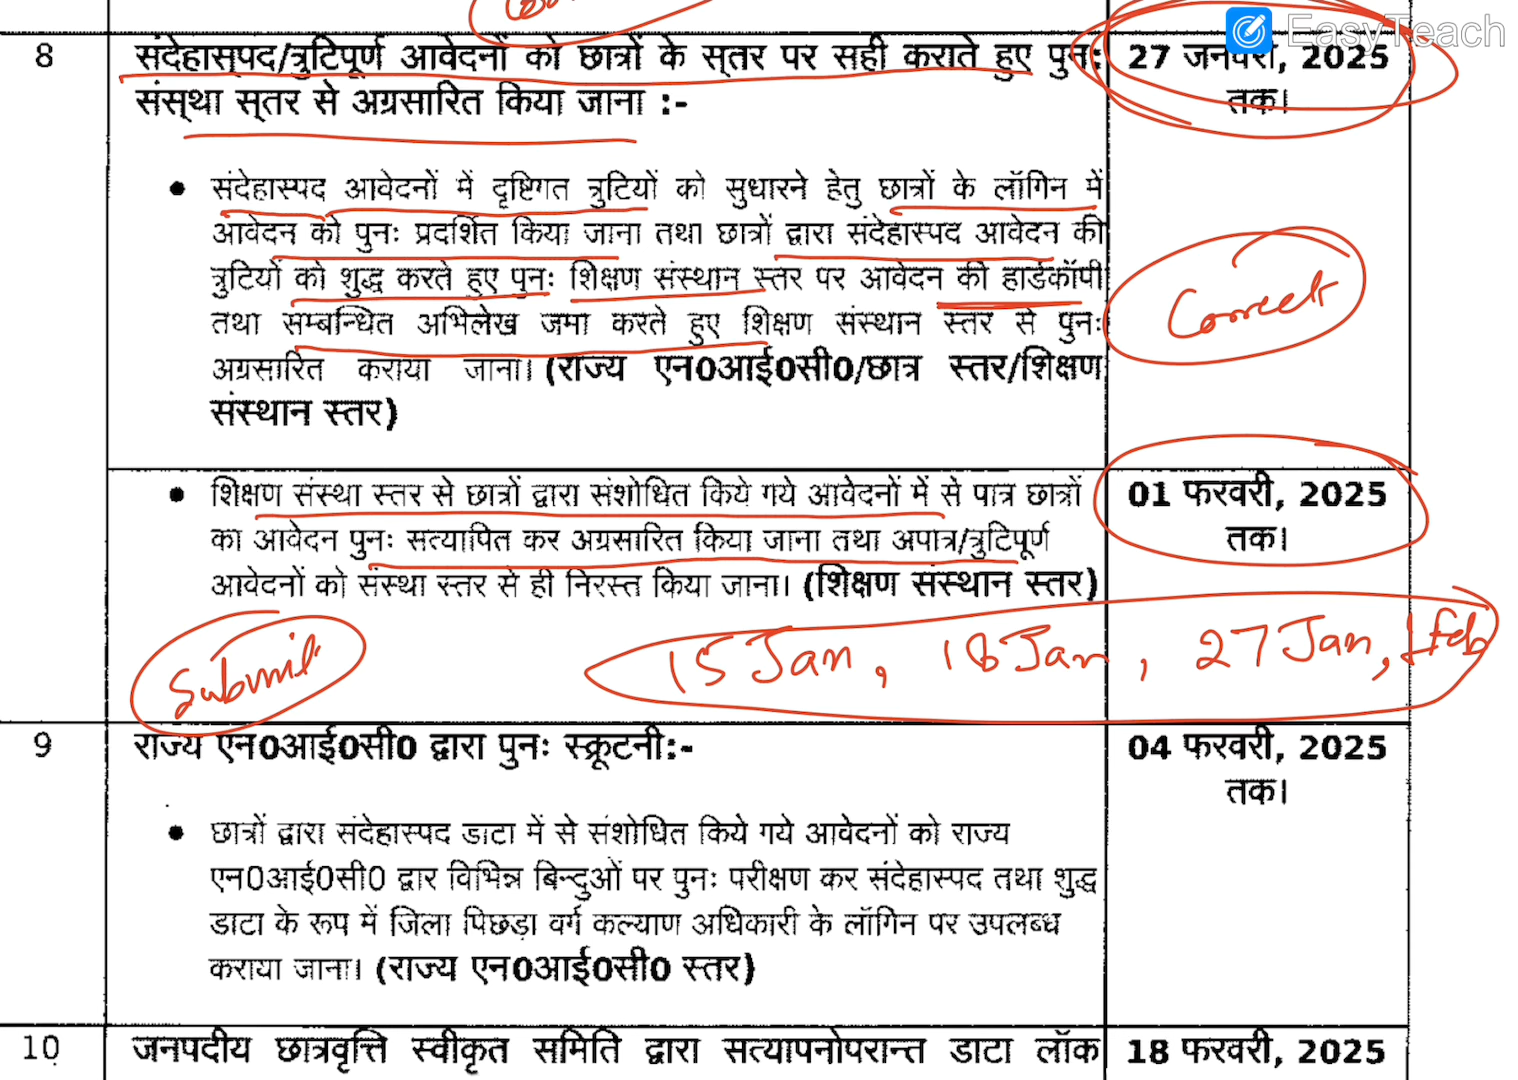 EasyTeach
8 संदेहास्पद/त्रुटिपूर्ण आवेदनों को छात्रों के स्तर पर सही कराते हुए पुनः 27 जनवरी, 2025
संस्था स्तर से अग्रसारित किया जाना :- तक।
• संदेहास्पद आवेदनों में दृष्टिगत त्रुटियों को सुधारने हेतु छात्रों के लॉगिन में
आवेदन को पुनः प्रदर्शित किया जाना तथा छात्रों द्वारा संदेहास्पद आवेदन की
त्रुटियों को शुद्ध करते हुए पुनः शिक्षण संस्थान स्तर पर आवेदन की हार्डकॉपी
Correct
तथा सम्बन्धित अभिलेख जमा करते हुए शिक्षण संस्थान स्तर से पुनः
अग्रसारित कराया जाना। (राज्य एन0आई0सी0/छात्र स्तर/शिक्षण
संस्थान स्तर)
• शिक्षण संस्था स्तर से छात्रों द्वारा संशोधित किये गये आवेदनों में से पात्र छात्रों 01 फरवरी, 2025
का आवेदन पुनः सत्यापित कर अग्रसारित किया जाना तथा अपात्र/त्रुटिपूर्ण तक।
आवेदनों को संस्था स्तर से ही निरस्त किया जाना। (शिक्षण संस्थान स्तर)
Submit 15 Jan, 18 Jan, 27 Jan, 1 Feb
9 राज्य एन0आई0सी0 द्वारा पुनः स्क्रूटनी:- 04 फरवरी, 2025
तक।
• छात्रों द्वारा संदेहास्पद डाटा में से संशोधित किये गये आवेदनों को राज्य
एन0आई0सी0 द्वार विभिन्न बिन्दुओं पर पुनः परीक्षण कर संदेहास्पद तथा शुद्ध
डाटा के रूप में जिला पिछड़ा वर्ग कल्याण अधिकारी के लॉगिन पर उपलब्ध
कराया जाना। (राज्य एन0आई0सी0 स्तर)
10 जनपदीय छात्रवृत्ति स्वीकृत समिति द्वारा सत्यापनोपरान्त डाटा लॉक 18 फरवरी, 2025